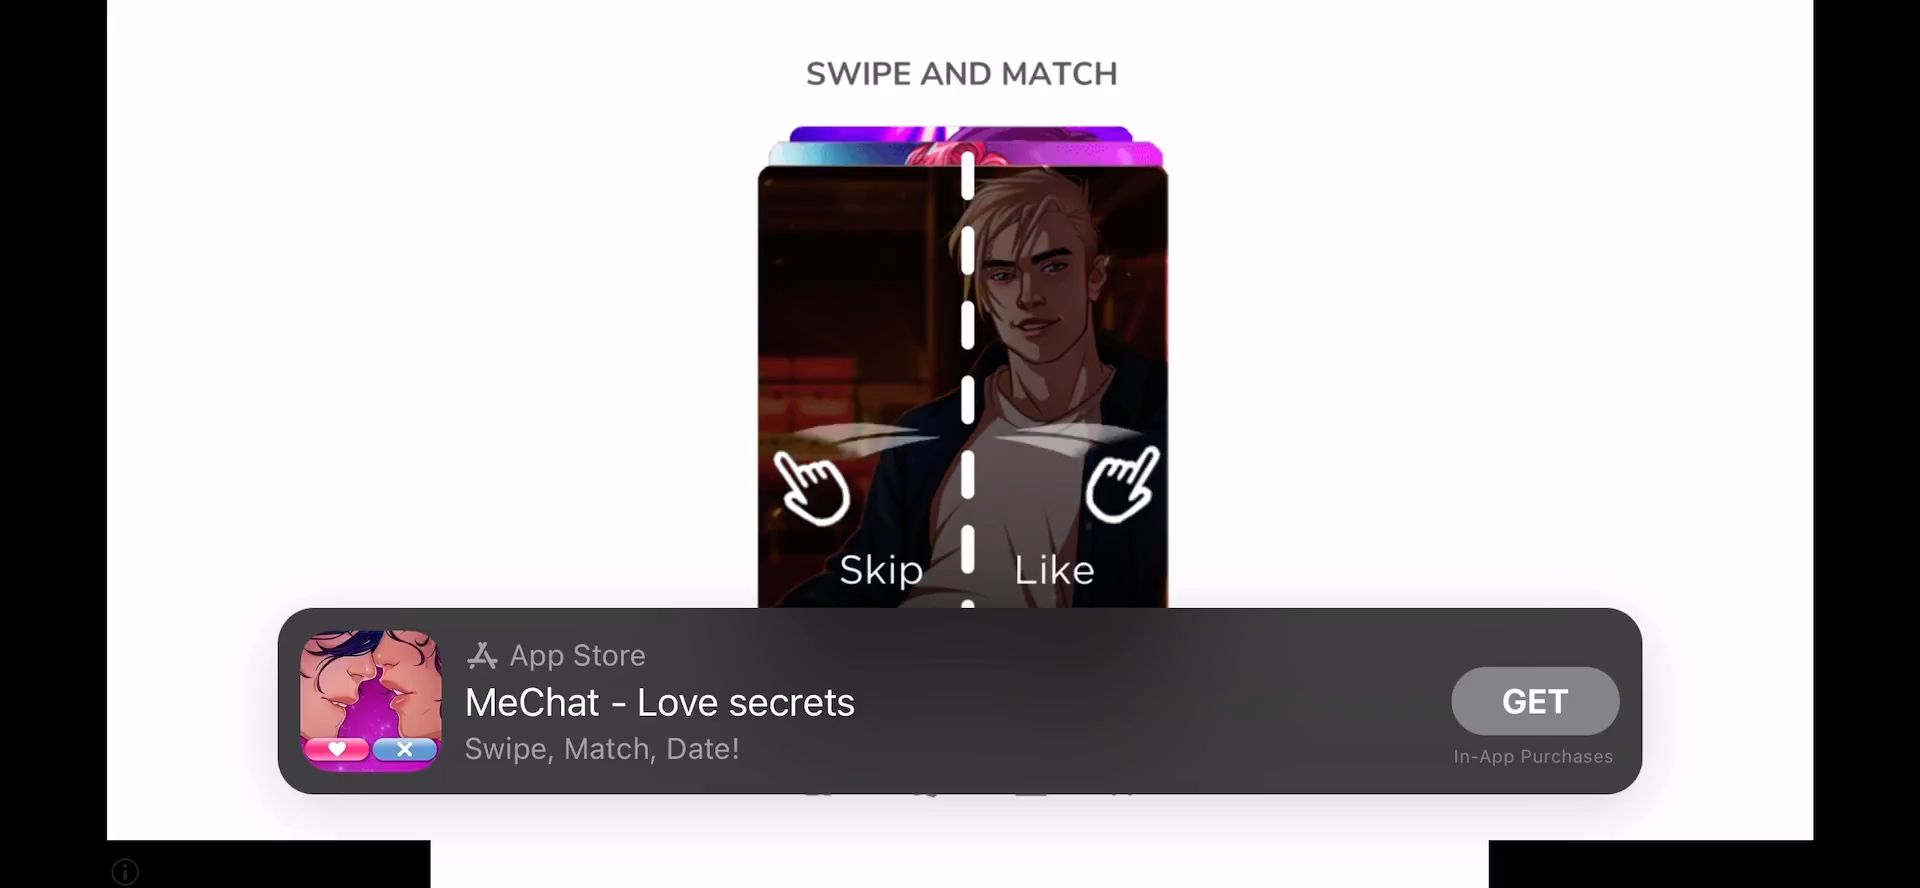 SWIPE AND MATCH
Skip
Like
App Store
MeChat - Love secrets
Swipe, Match, Date!
GET
In-App Purchases